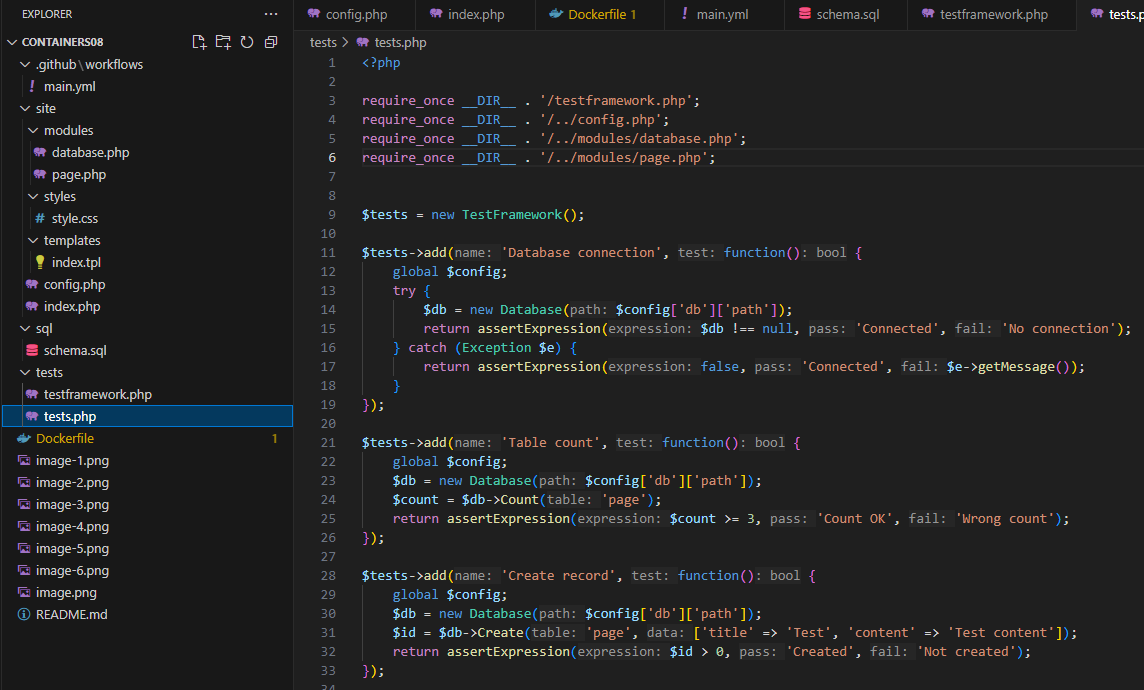 EXPLORER
CONTAINERS08
.github\workflows
main.yml
site
modules
database.php
page.php
styles
style.css
templates
index.tpl
config.php
index.php
sql
schema.sql
tests
testframework.php
tests.php
Dockerfile 1
image-1.png
image-2.png
image-3.png
image-4.png
image-5.png
image-6.png
image.png
README.md
config.php
index.php
Dockerfile 1
main.yml
schema.sql
testframework.php
tests.p
tests > tests.php
1 <?php
2
3 require_once __DIR__ . '/testframework.php';
4 require_once __DIR__ . '/../config.php';
5 require_once __DIR__ . '/../modules/database.php';
6 require_once __DIR__ . '/../modules/page.php';
7
8
9 $tests = new TestFramework();
10
11 $tests->add(name: 'Database connection', test: function(): bool {
12     global $config;
13     try {
14         $db = new Database(path: $config['db']['path']);
15         return assertExpression(expression: $db !== null, pass: 'Connected', fail: 'No connection');
16     } catch (Exception $e) {
17         return assertExpression(expression: false, pass: 'Connected', fail: $e->getMessage());
18     }
19 });
20
21 $tests->add(name: 'Table count', test: function(): bool {
22     global $config;
23     $db = new Database(path: $config['db']['path']);
24     $count = $db->Count(table: 'page');
25     return assertExpression(expression: $count >= 3, pass: 'Count OK', fail: 'Wrong count');
26 });
27
28 $tests->add(name: 'Create record', test: function(): bool {
29     global $config;
30     $db = new Database(path: $config['db']['path']);
31     $id = $db->Create(table: 'page', data: ['title' => 'Test', 'content' => 'Test content']);
32     return assertExpression(expression: $id > 0, pass: 'Created', fail: 'Not created');
33 });
34